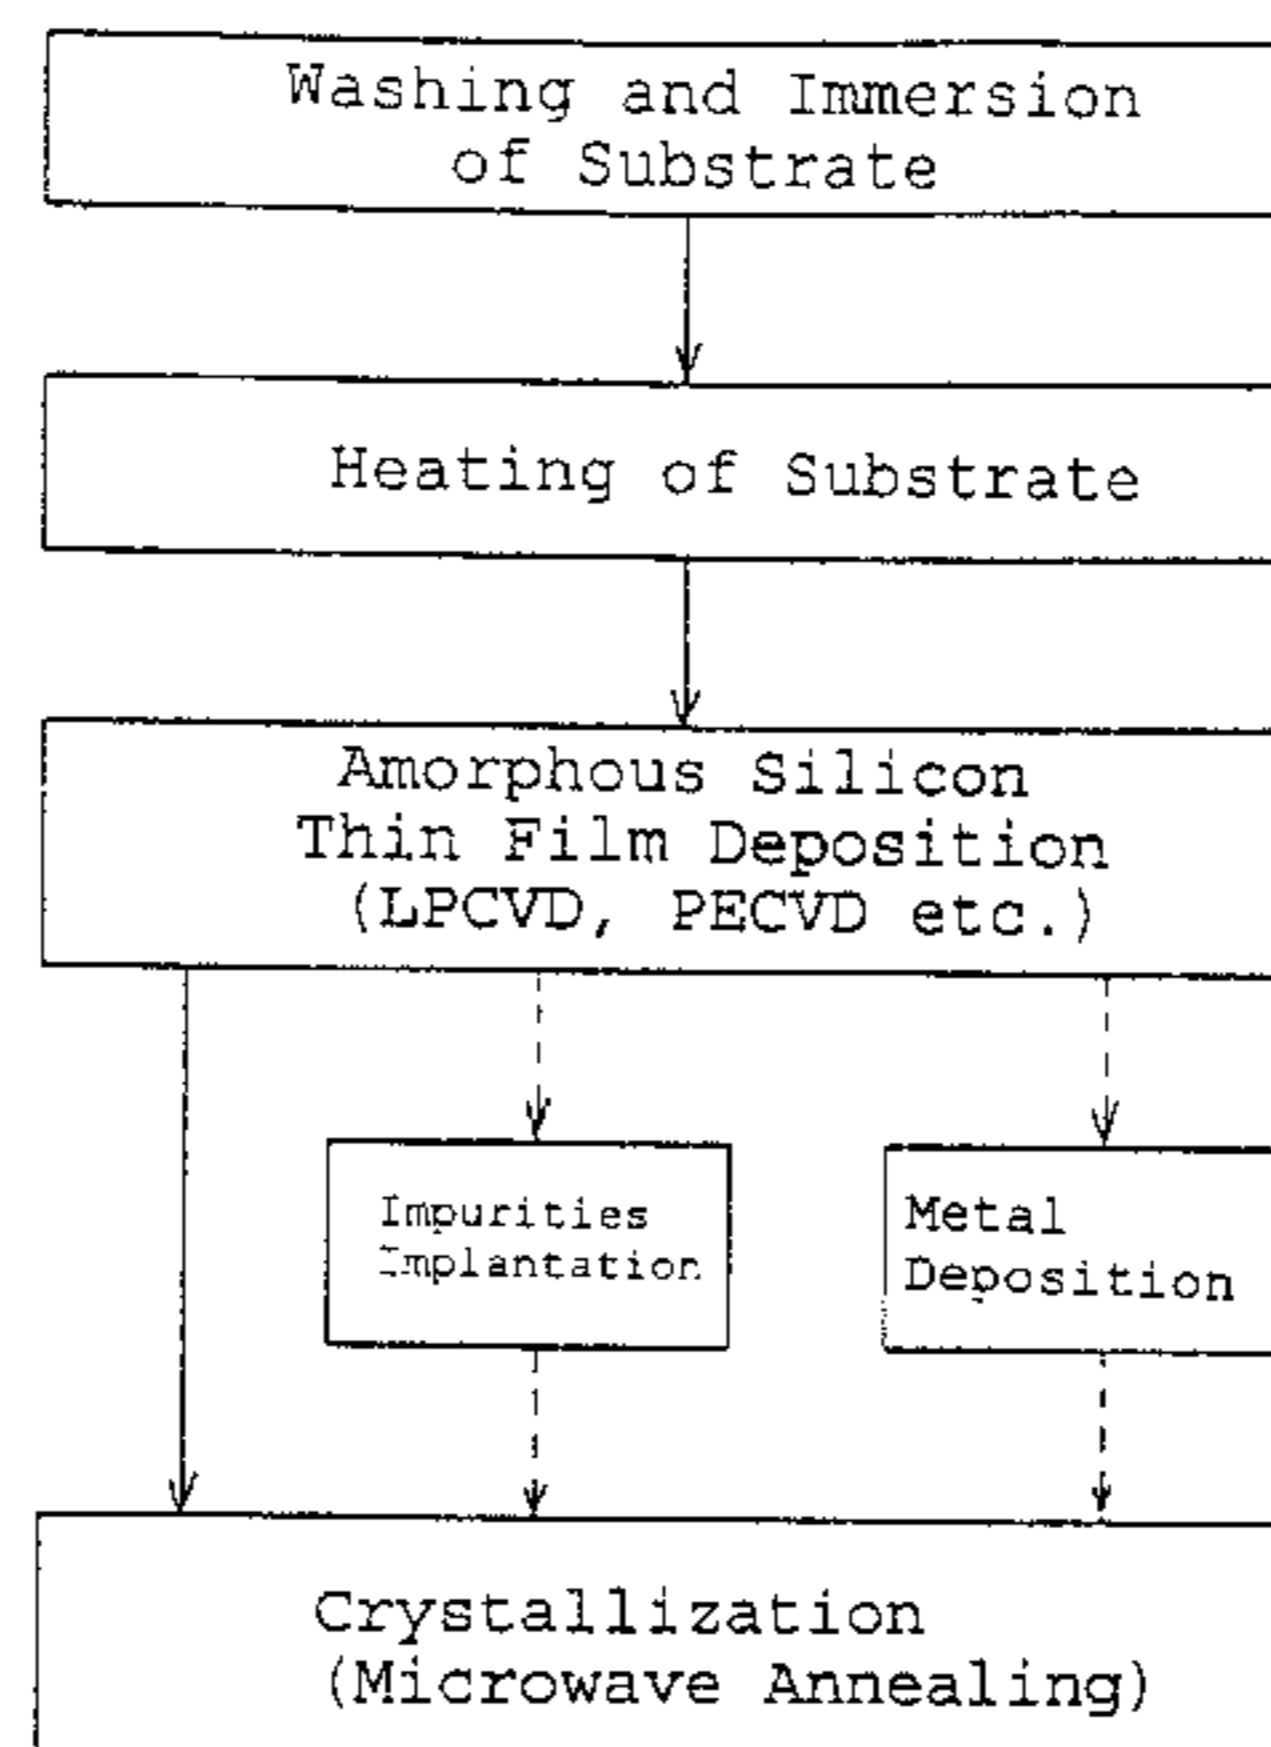 Washing and Immersion
of Substrate
Heating of Substrate
Amorphous Silicon
Thin Film Deposition
(LPCVD, PECVD etc.)
Impurities
Implantation
Metal
Deposition
Crystallization
(Microwave Annealing)